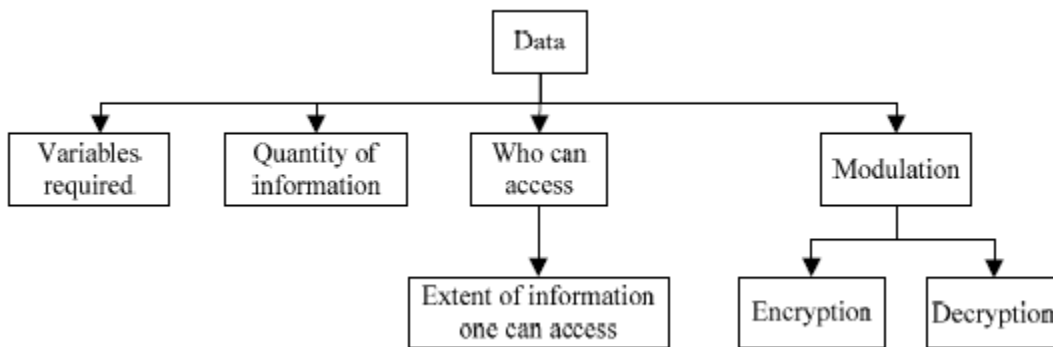 Data
Variables
required
Quantity of
information
Who can
access
Modulation
Extent of information
one can access
Encryption
Decryption